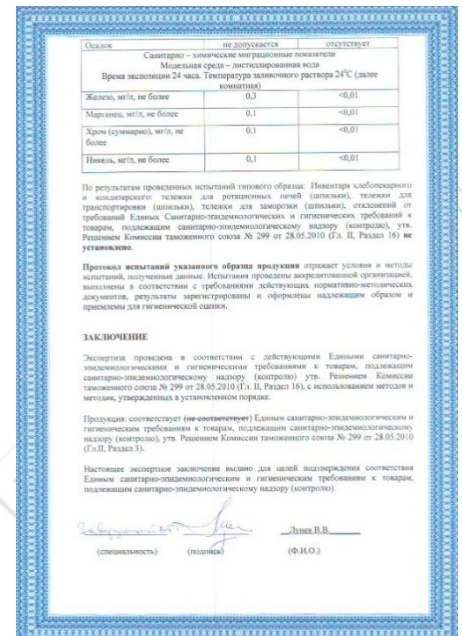 Осадок не допускается отсутствует
Санитарно – химические миграционные показатели
Модельная среда – дистиллированная вода
Время экспозиции 24 часа. Температура заливочного раствора 24⁰С (далее
комнатная)
Железо, мг/л, не более 0,3 <0,01
Марганец, мг/л, не более 0,1 <0,01
Хром (суммарно), мг/л, не
более 0,1 <0,01
Никель, мг/л, не более 0,1 <0,01
По результатам проведенных испытаний типового образца: Инвентаря хлебопекарного
и кондитерского: тележки для ротационных печей (шпильки), тележки для
транспортировки (шпильки), тележки для заморозки (шпильки), отклонений от
требований Единых Санитарно-эпидемиологических и гигиенических требований к
товарам, подлежащим санитарно-эпидемиологическому надзору (контролю), утв.
Решением Комиссии таможенного союза № 299 от 28.05.2010 (Гл. II, Раздел 16) не
установлено.
Протокол испытаний указанного образца продукции отражает условия и методы
испытаний, полученные данные. Испытания проведены аккредитованной организацией,
выполнены в соответствии с требованиями действующих нормативно-методических
документов, результаты зарегистрированы и оформлены надлежащим образом и
приемлемы для гигиенической оценки.
ЗАКЛЮЧЕНИЕ
Экспертиза проведена в соответствии с действующими Едиными санитарно-
эпидемиологическими и гигиеническими требованиями к товарам, подлежащим
санитарно-эпидемиологическому надзору (контролю) утв. Решением Комиссии
таможенного союза № 299 от 28.05.2010 (Гл. II, Раздел 16), с использованием методов и
методик, утвержденных в установленном порядке.
Продукция: соответствует (не соответствует) Единым санитарно-эпидемиологическим и
гигиеническим требованиям к товарам, подлежащим санитарно-эпидемиологическому
надзору (контролю), утв. Решением Комиссии таможенного союза № 299 от 28.05.2010
(Гл.II, Раздел 3).
Настоящее экспертное заключение выдано для целей подтверждения соответствия
Единым санитарно-эпидемиологическим и гигиеническим требованиям к товарам,
подлежащим санитарно-эпидемиологическому надзору (контролю).
Лунев В.В.
(специальность) (подпись) (Ф.И.О.)